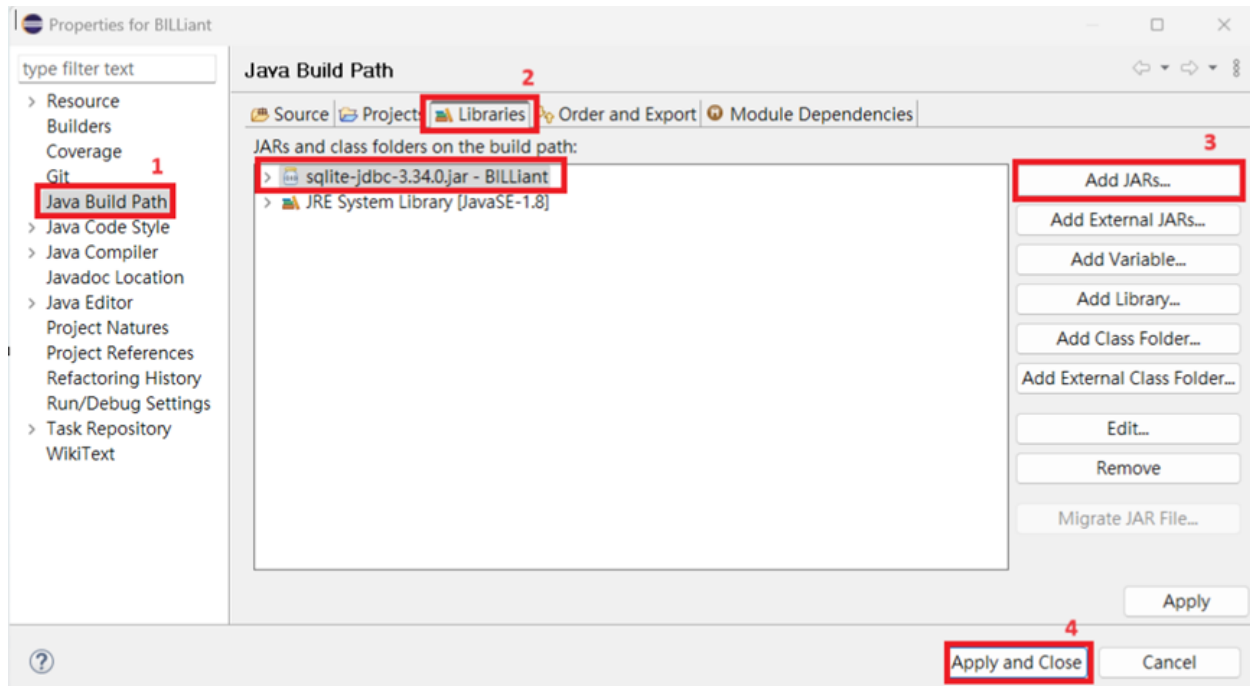 Properties for BILLiant
type filter text
> Resource
Builders
Coverage
1
Git
Java Build Path
> Java Code Style
> Java Compiler
Javadoc Location
> Java Editor
Project Natures
Project References
Refactoring History
Run/Debug Settings
> Task Repository
WikiText
Java Build Path
2
Source Projects Libraries Order and Export Module Dependencies
JARs and class folders on the build path:
> sqlite-jdbc-3.34.0.jar - BILLiant
> JRE System Library [JavaSE-1.8]
3
Add JARs...
Add External JARs...
Add Variable...
Add Library...
Add Class Folder...
Add External Class Folder...
Edit...
Remove
Migrate JAR File...
Apply
4
? Apply and Close Cancel